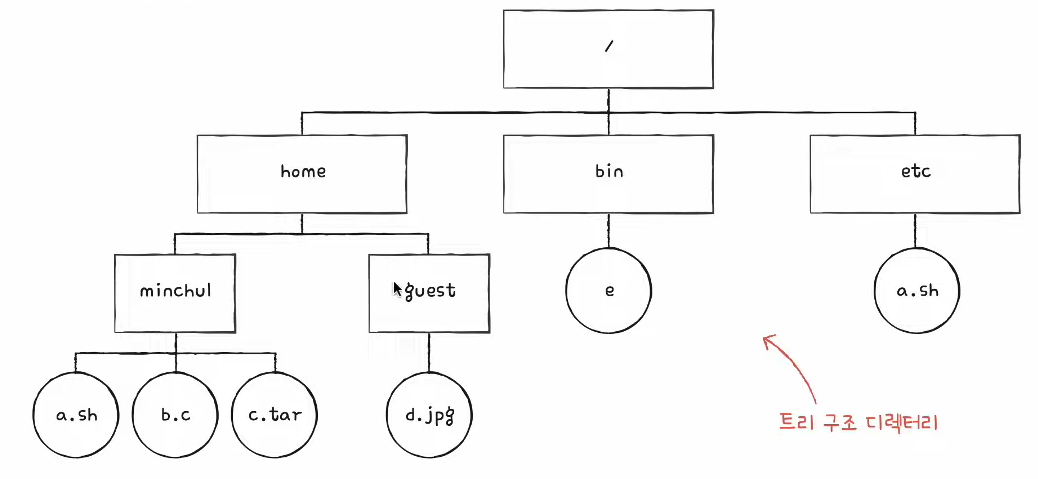 /
home
bin
etc
minchul
guest
e
a.sh
a.sh
b.c
c.tar
d.jpg
트리 구조 디렉터리